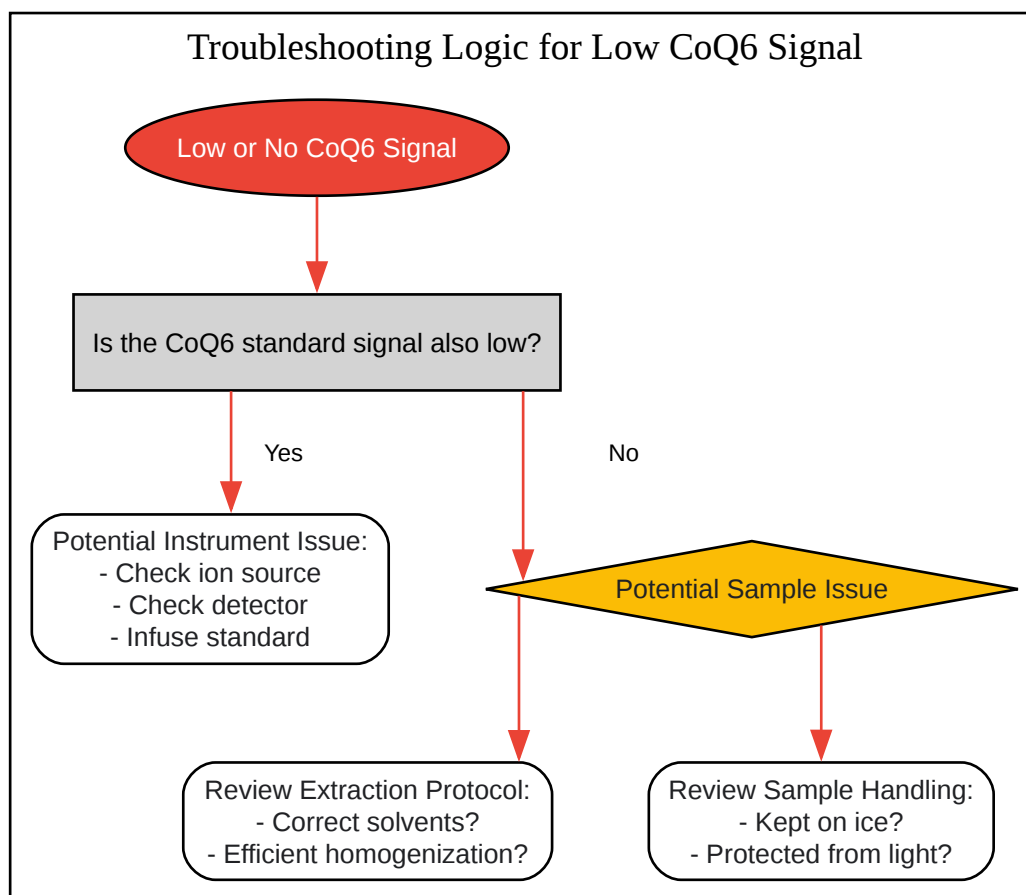 Troubleshooting Logic for Low CoQ6 Signal
Low or No CoQ6 Signal
Is the CoQ6 standard signal also low?
Yes
No
Potential Instrument Issue:
- Check ion source
- Check detector
- Infuse standard
Potential Sample Issue
Review Extraction Protocol:
- Correct solvents?
- Efficient homogenization?
Review Sample Handling:
- Kept on ice?
- Protected from light?